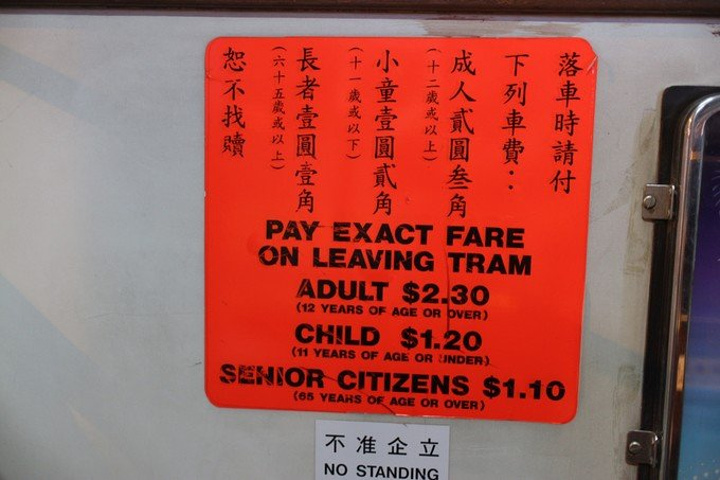 落車時請付
下列車費：
成人貳圓叁角
（十二歲或以上）
小童壹圓貳角
（十一歲或以下）
長者壹圓壹角
（六十五歲或以上）
恕不找贖
PAY EXACT FARE
ON LEAVING TRAM
ADULT $2.30
(12 YEARS OF AGE OR OVER)
CHILD $1.20
(11 YEARS OF AGE OR UNDER)
SENIOR CITIZENS $1.10
(65 YEARS OF AGE OR OVER)
不准企立
NO STANDING